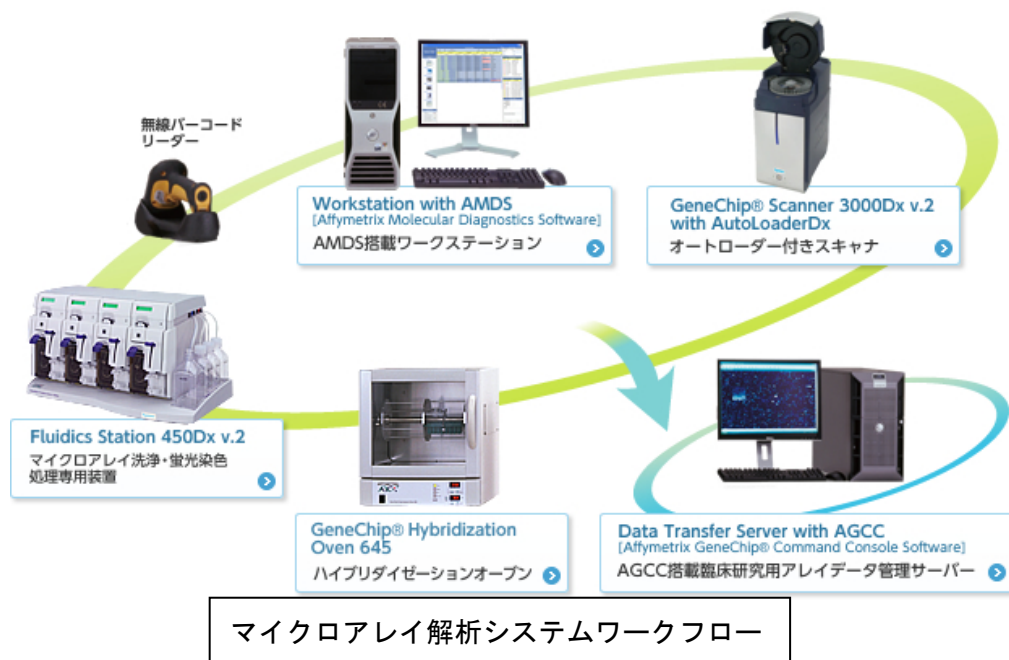 無線バーコード
リーダー
Workstation with AMDS
[Affymetrix Molecular Diagnostics Software]
AMDS搭載ワークステーション
GeneChip® Scanner 3000Dx v.2
with AutoLoaderDx
オートローダー付きスキャナ
Fluidics Station 450Dx v.2
マイクロアレイ洗浄・蛍光染色
処理専用装置
GeneChip® Hybridization
Oven 645
ハイブリダイゼーションオーブン
Data Transfer Server with AGCC
[Affymetrix GeneChip® Command Console Software]
AGCC搭載臨床研究用アレイデータ管理サーバー
マイクロアレイ解析システムワークフロー